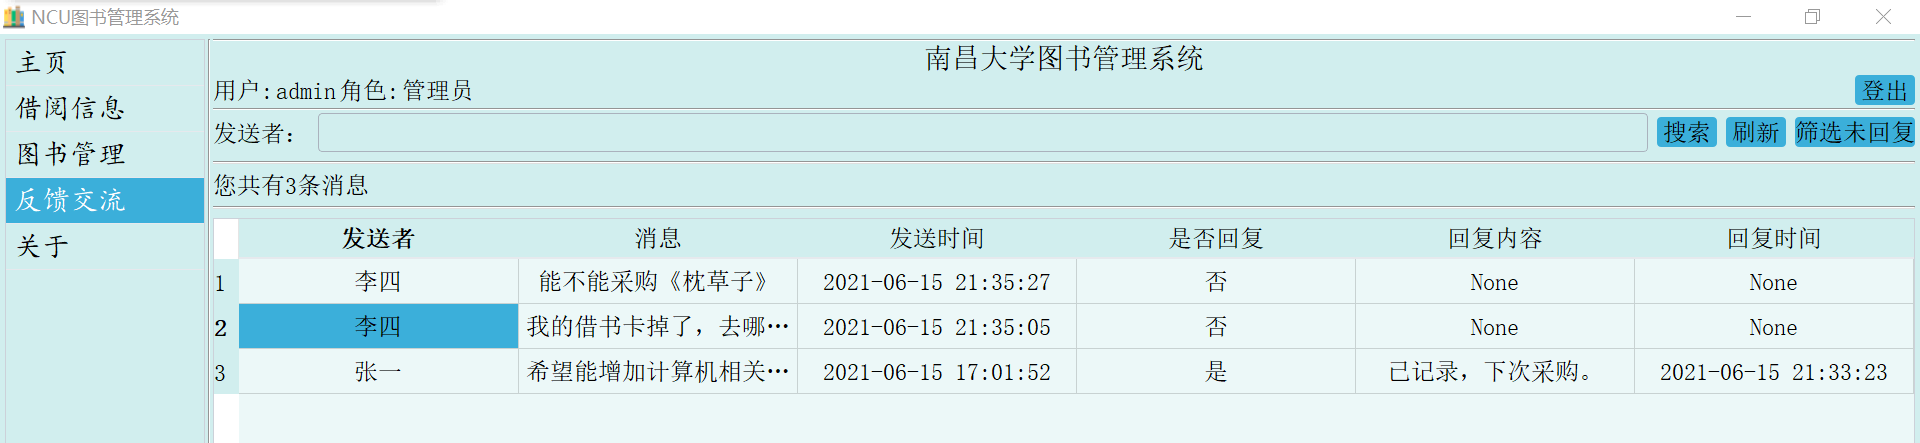 NCU图书管理系统
主页
借阅信息
图书管理
反馈交流
关于
南昌大学图书管理系统
用户:admin角色:管理员 登出
发送者: 搜索 刷新 筛选未回复
您共有3条消息
发送者 消息 发送时间 是否回复 回复内容 回复时间
1 李四 能不能采购《枕草子》 2021-06-15 21:35:27 否 None None
2 李四 我的借书卡掉了，去哪… 2021-06-15 21:35:05 否 None None
3 张一 希望能增加计算机相关… 2021-06-15 17:01:52 是 已记录，下次采购。 2021-06-15 21:33:23